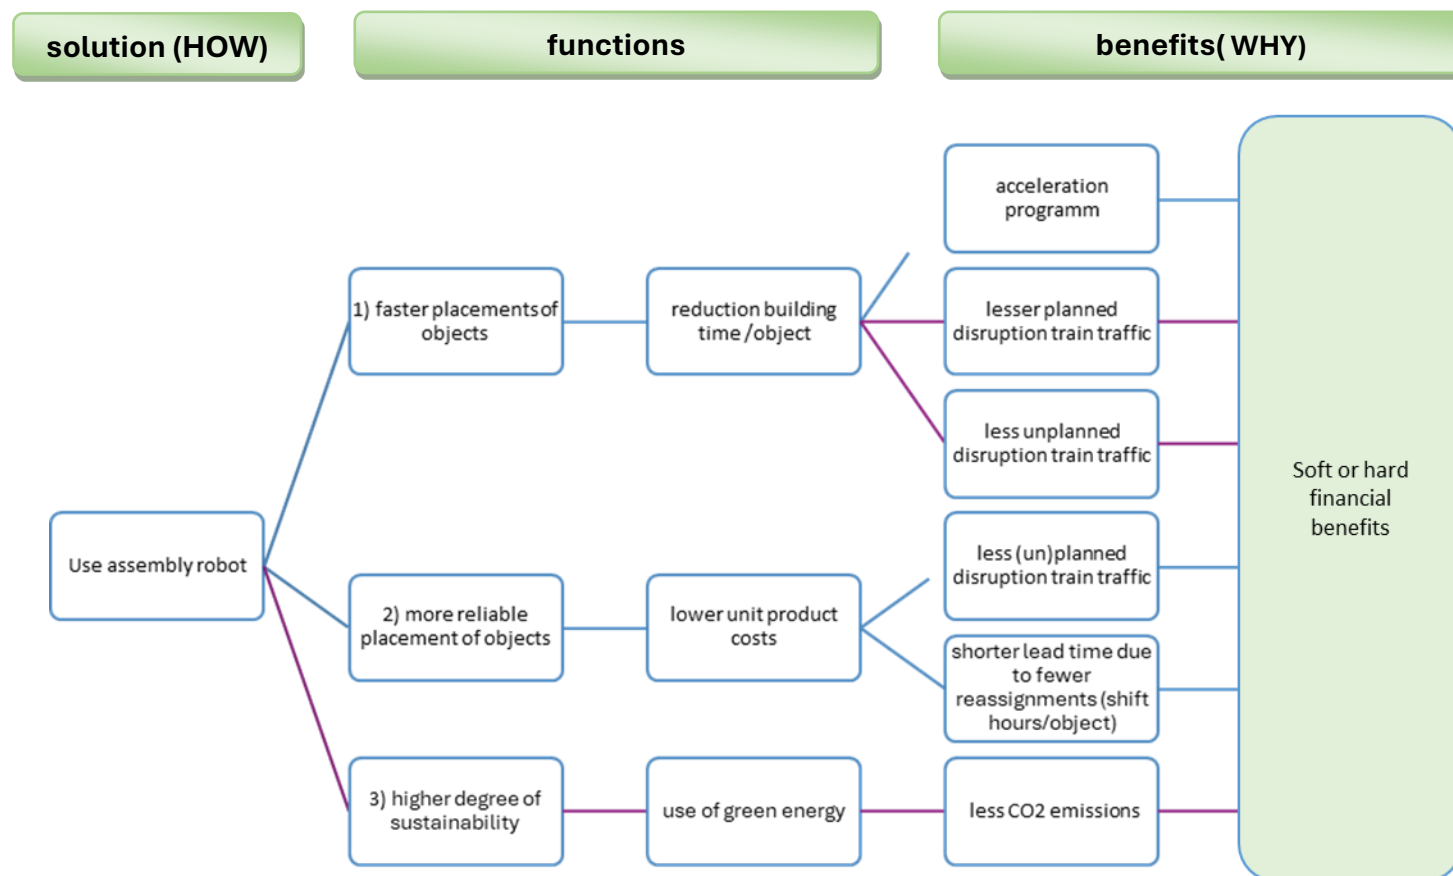 solution (HOW)
functions
benefits( WHY)
acceleration
programm
1) faster placements of
objects
reduction building
time /object
lesser planned
disruption train traffic
less unplanned
disruption train traffic
Soft or hard
financial
benefits
Use assembly robot
2) more reliable
placement of objects
lower unit product
costs
less (un)planned
disruption train traffic
shorter lead time due
to fewer
reassignments (shift
hours/object)
3) higher degree of
sustainability
use of green energy
less CO2 emissions